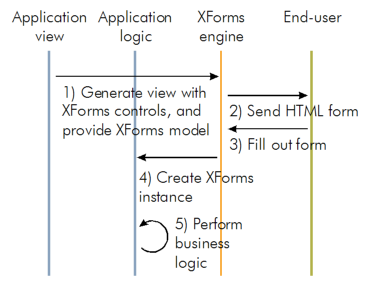 Application Application XForms End-user
view logic engine
1) Generate view with
XForms controls, and
provide XForms model
2) Send HTML form
3) Fill out form
4) Create XForms
instance
5) Perform
business
logic